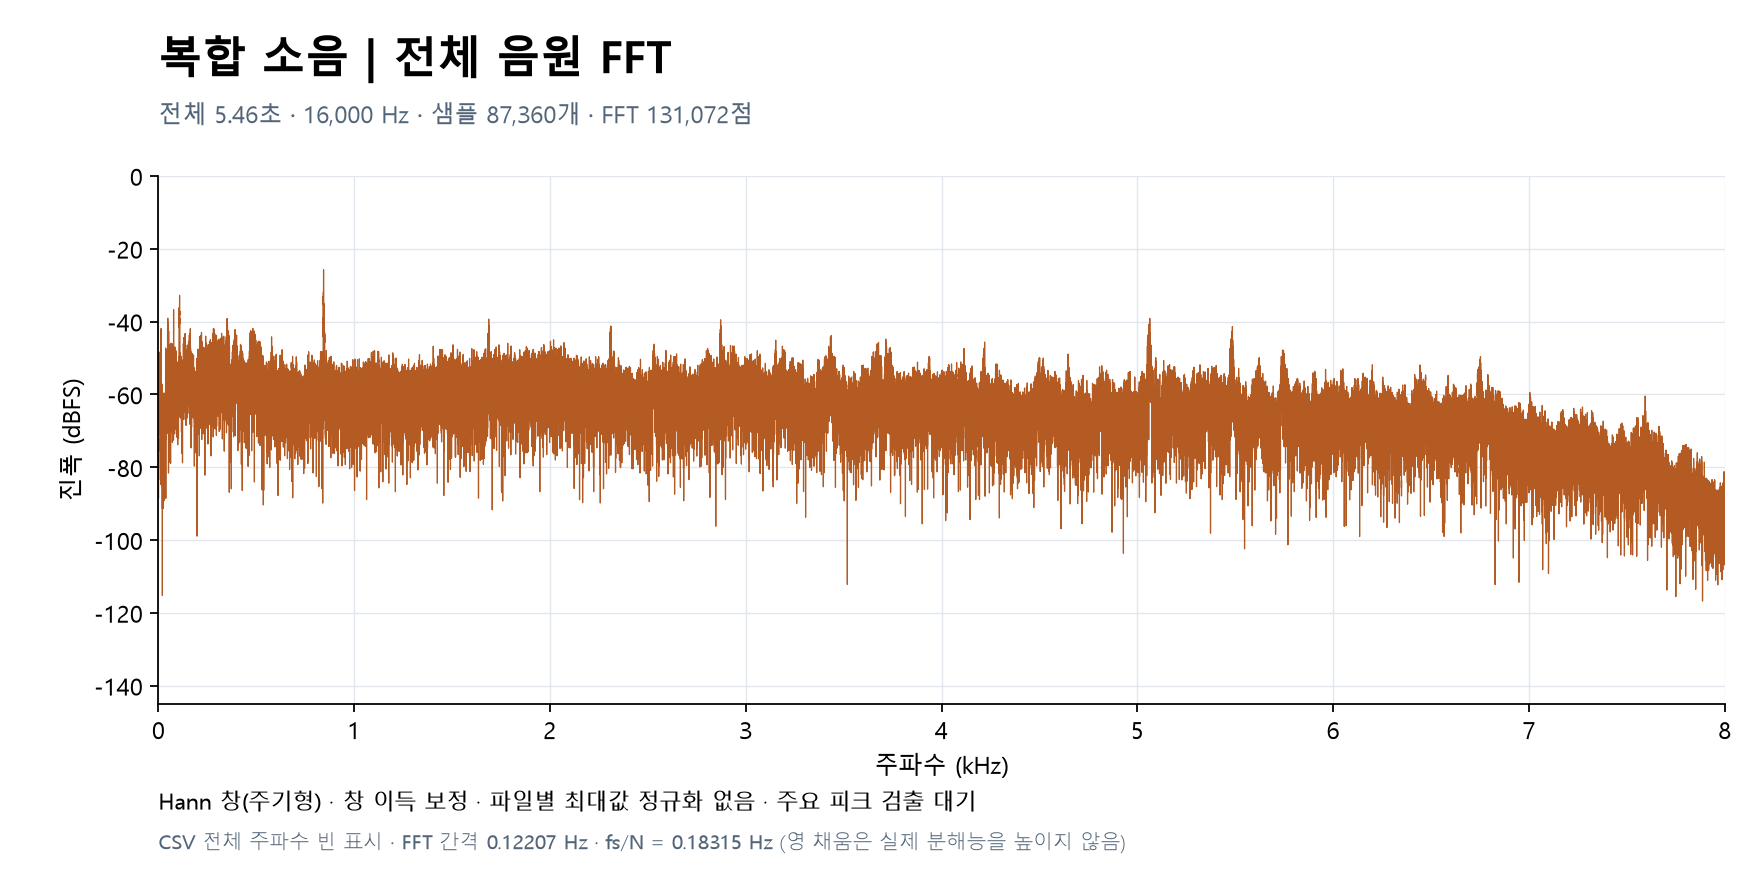 복합 소음 | 전체 음원 FFT
전체 5.46초 · 16,000 Hz · 샘플 87,360개 · FFT 131,072점
0
-20
-40
-60
-80
-100
-120
-140
진폭 (dBFS)
0 1 2 3 4 5 6 7 8
주파수 (kHz)
Hann 창(주기형) · 창 이득 보정 · 파일별 최대값 정규화 없음 · 주요 피크 검출 대기
CSV 전체 주파수 빈 표시 · FFT 간격 0.12207 Hz · fs/N = 0.18315 Hz (영 채움은 실제 분해능을 높이지 않음)